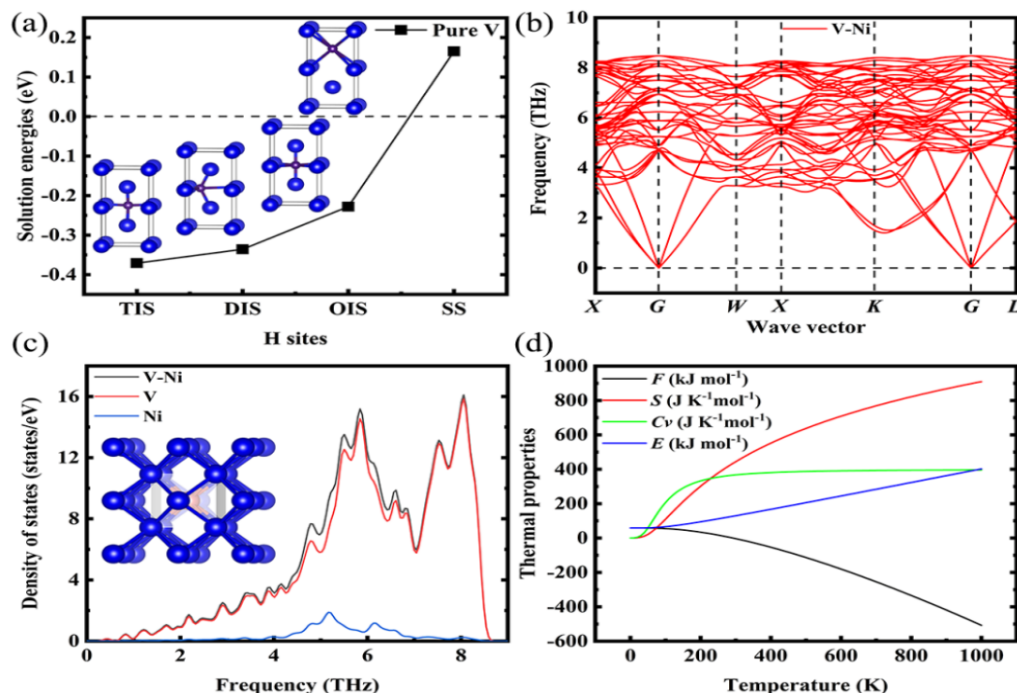 (a)
Pure V
0.2
0.1
0.0
-0.1
-0.2
-0.3
-0.4
Solution energies (eV)
TIS DIS OIS SS
H sites
(b)
V-Ni
10
8
6
4
2
0
Frequency (THz)
X G W X K G L
Wave vector
(c)
V-Ni
V
Ni
16
12
8
4
0
Density of states (states/eV)
0 2 4 6 8
Frequency (THz)
(d)
F (kJ mol⁻¹)
S (J K⁻¹mol⁻¹)
Cv (J K⁻¹mol⁻¹)
E (kJ mol⁻¹)
1000
800
600
400
200
0
-200
-400
-600
Thermal properties
0 200 400 600 800 1000
Temperature (K)